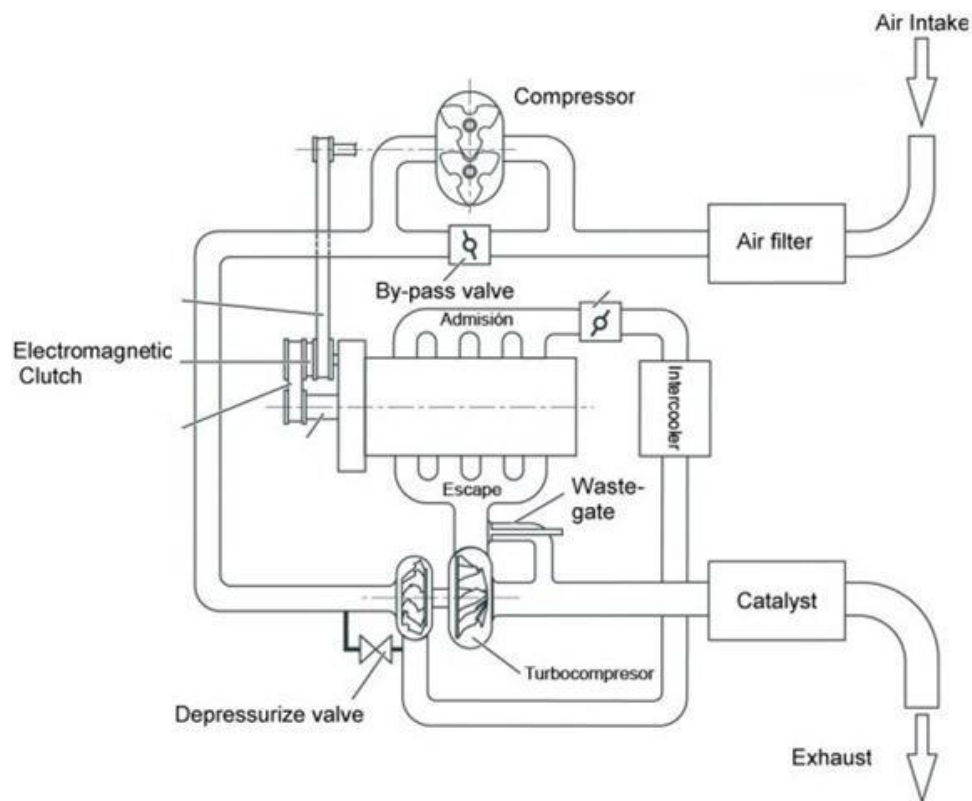 Air Intake
Compressor
Air filter
By-pass valve
Admisión
Electromagnetic
Clutch
Intercooler
Escape
Waste-
gate
Catalyst
Turbocompresor
Depressurize valve
Exhaust